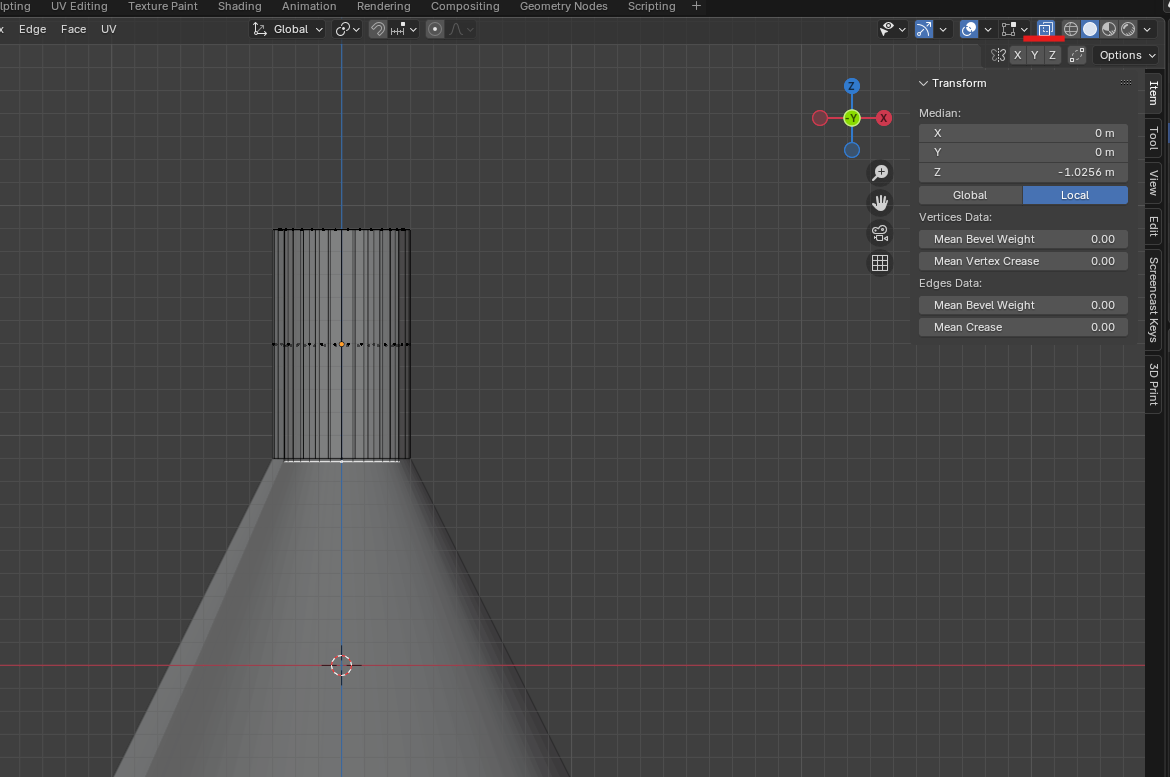 lpting UV Editing Texture Paint Shading Animation Rendering Compositing Geometry Nodes Scripting +
x Edge Face UV Global
X Y Z Options
Transform
Median:
X 0 m
Y 0 m
Z -1.0256 m
Global Local
Vertices Data:
Mean Bevel Weight 0.00
Mean Vertex Crease 0.00
Edges Data:
Mean Bevel Weight 0.00
Mean Crease 0.00
Z
-Y X
Item
Tool
View
Edit
Screencast Keys
3D Print